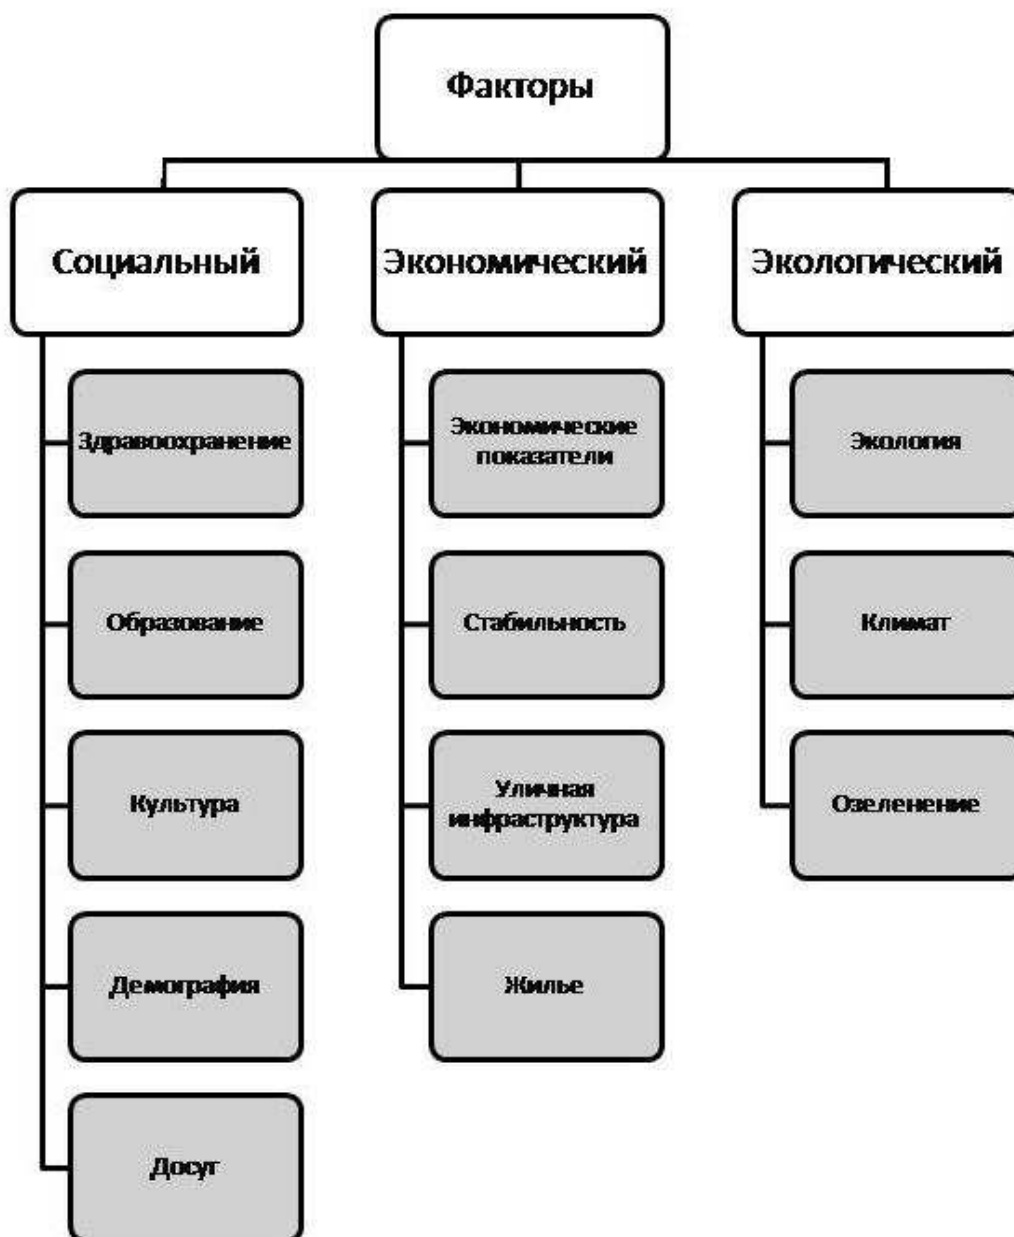 Факторы
Социальный
Экономический
Экологический
Здравоохранение
Образование
Культура
Демография
Досуг
Экономические
показатели
Стабильность
Уличная
инфраструктура
Жилье
Экология
Климат
Озеленение